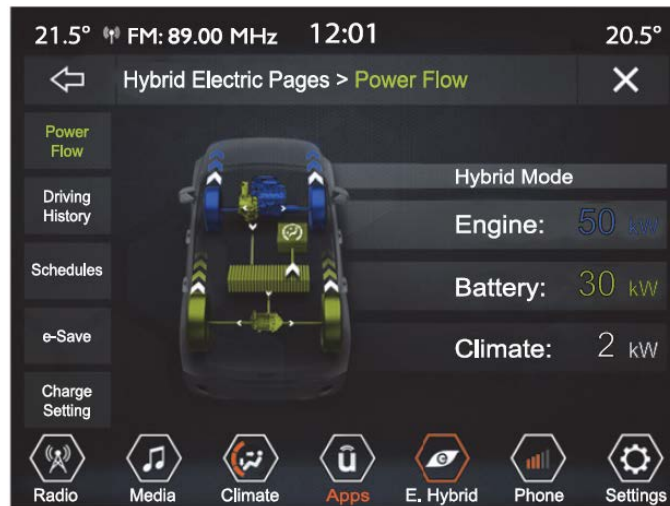 21.5° FM: 89.00 MHz 12:01 20.5°
Hybrid Electric Pages > Power Flow
Power
Flow
Driving
History
Schedules
e-Save
Charge
Setting
Hybrid Mode
Engine: 50 kW
Battery: 30 kW
Climate: 2 kW
Radio Media Climate Apps E. Hybrid Phone Settings